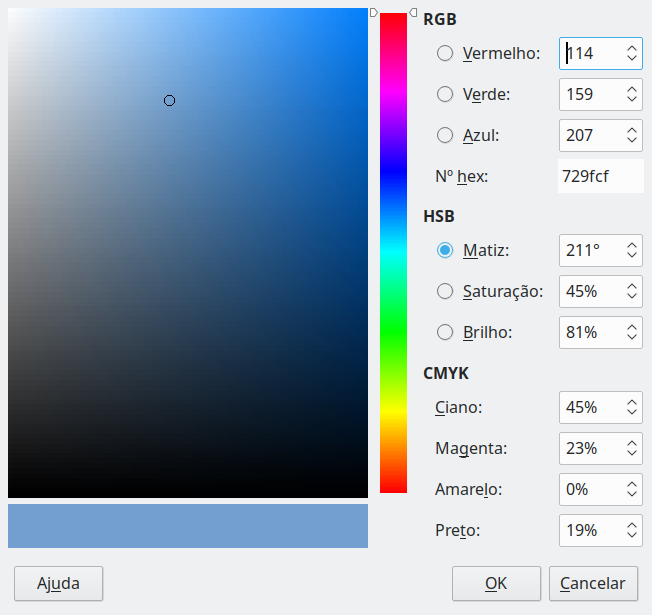 RGB
Vermelho: 114
Verde: 159
Azul: 207
Nº hex: 729fcf
HSB
Matiz: 211°
Saturação: 45%
Brilho: 81%
CMYK
Ciano: 45%
Magenta: 23%
Amarelo: 0%
Preto: 19%
Ajuda OK Cancelar